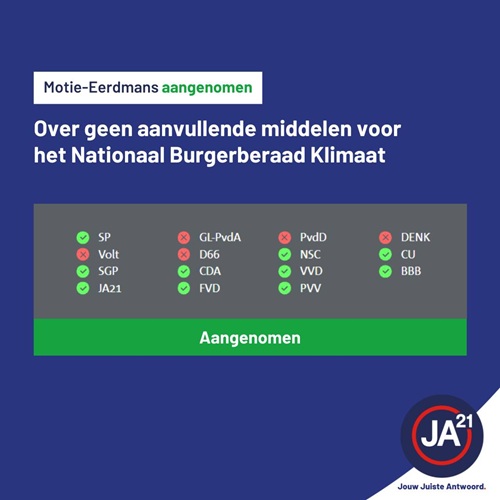 Motie-Eerdmans aangenomen
Over geen aanvullende middelen voor
het Nationaal Burgerberaad Klimaat
SP GL-PvdA PvdD DENK
Volt D66 NSC CU
SGP CDA VVD BBB
JA21 FVD PVV
Aangenomen
JA21
Jouw Juiste Antwoord.